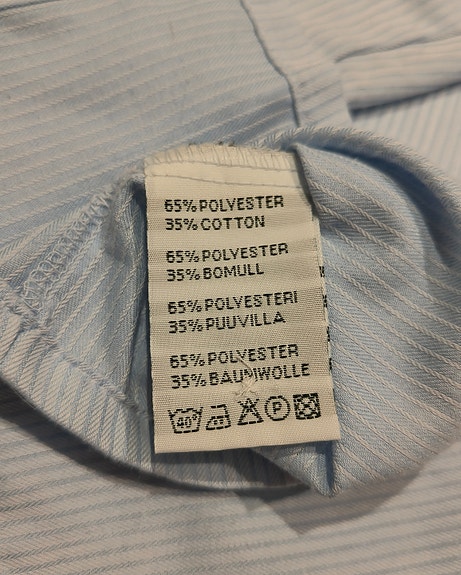 65% POLYESTER
35% COTTON
65% POLYESTER
35% BOMULL
65% POLYESTERI
35% PUUVILLA
65% POLYESTER
35% BAUMWOLLE
40° P